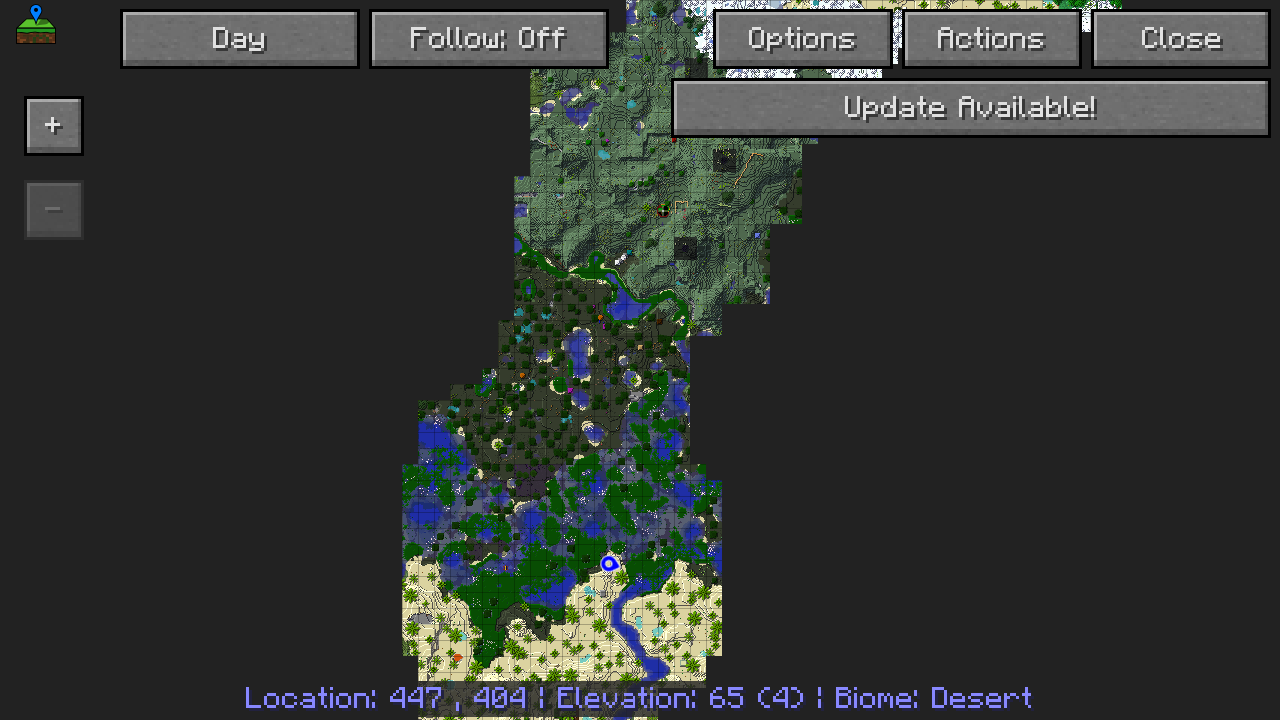 Day
Follow: Off
Options
Actions
Close
+
Update Available!
-
Location: 447 , 404 | Elevation: 65 (4) | Biome: Desert